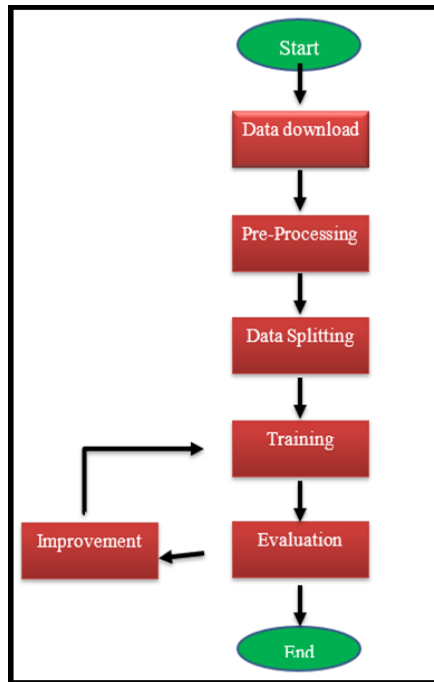 Start
Data download
Pre-Processing
Data Splitting
Training
Improvement
Evaluation
End